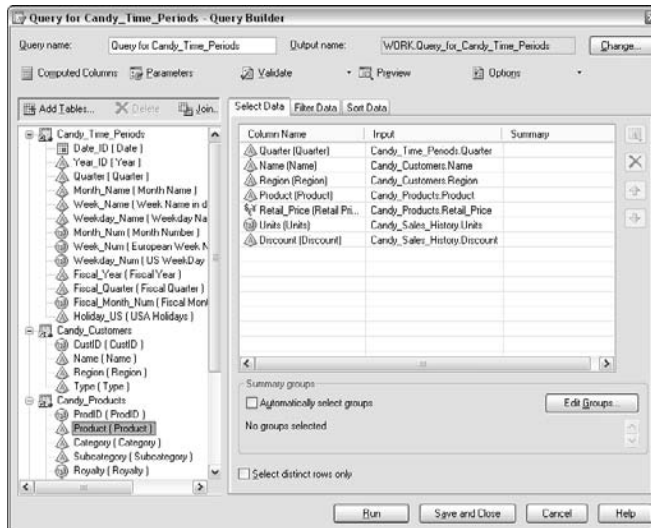 Query for Candy_Time_Periods - Query Builder
Query name: Query for Candy_Time_Periods Output name: WORK.Query_for_Candy_Time_Periods Change...
Computed Columns Parameters Validate Preview Options
Add Tables... Delete Join...
Select Data Filter Data Sort Data
Candy_Time_Periods
Date_ID ( Date )
Year_ID ( Year )
Quarter ( Quarter )
Month_Name ( Month Name )
Week_Name ( Week Name in d
Weekday_Name ( Weekday Na
Month_Num ( Month Number )
Week_Num ( European Week N
Weekday_Num ( US WeekDay
Fiscal_Year ( Fiscal Year )
Fiscal_Quarter ( Fiscal Quarter )
Fiscal_Month_Num ( Fiscal Mont
Holiday_US ( USA Holidays )
Candy_Customers
CustID ( CustID )
Name ( Name )
Region ( Region )
Type ( Type )
Candy_Products
ProdID ( ProdID )
Product ( Product )
Category ( Category )
Subcategory ( Subcategory )
Royalty ( Royalty )
Column Name Input Summary
Quarter (Quarter) Candy_Time_Periods.Quarter
Name (Name) Candy_Customers.Name
Region (Region) Candy_Customers.Region
Product (Product) Candy_Products.Product
Retail_Price (Retail Pri... Candy_Products.Retail_Price
Units (Units) Candy_Sales_History.Units
Discount (Discount) Candy_Sales_History.Discount
Summary groups
Automatically select groups Edit Groups...
No groups selected
Select distinct rows only
Run Save and Close Cancel Help